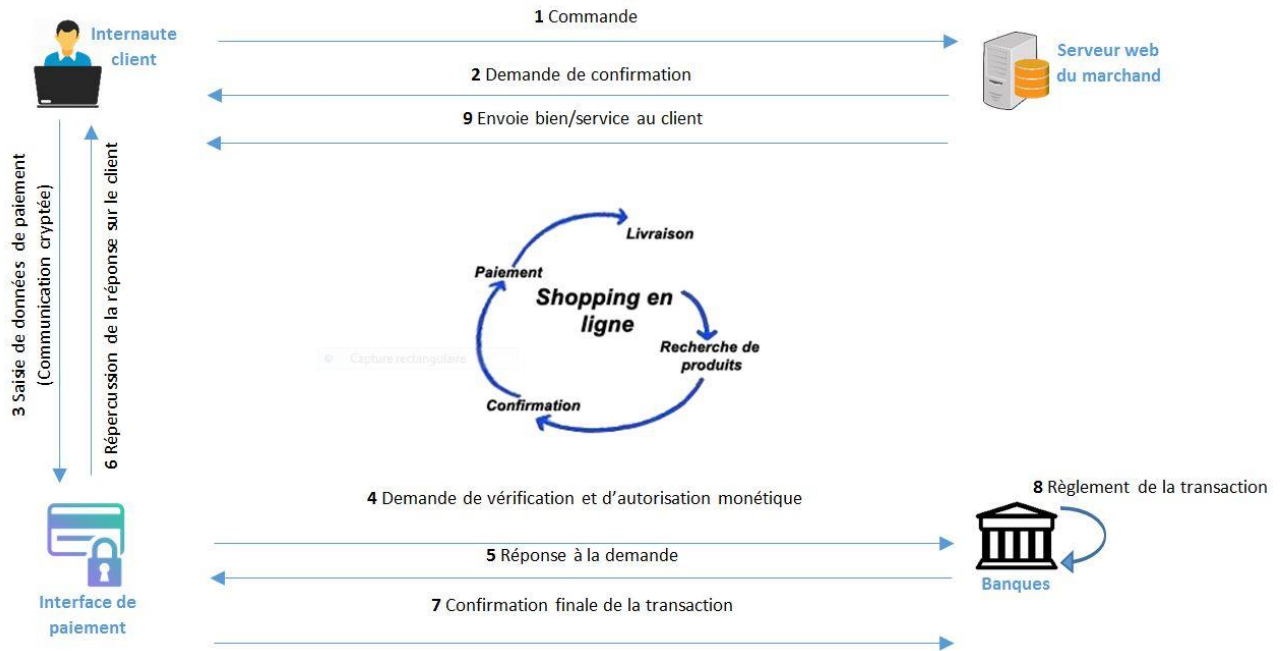 1 Commande
Internaute
client
Serveur web
du marchand
2 Demande de confirmation
9 Envoie bien/service au client
3 Saisie de données de paiement
(Communication cryptée)
6 Répercussion de la réponse sur le client
Livraison
Paiement
Shopping en
ligne
Recherche de
produits
Capture rectangulaire
Confirmation
4 Demande de vérification et d'autorisation monétique
8 Règlement de la transaction
5 Réponse à la demande
Banques
Interface de
paiement
7 Confirmation finale de la transaction